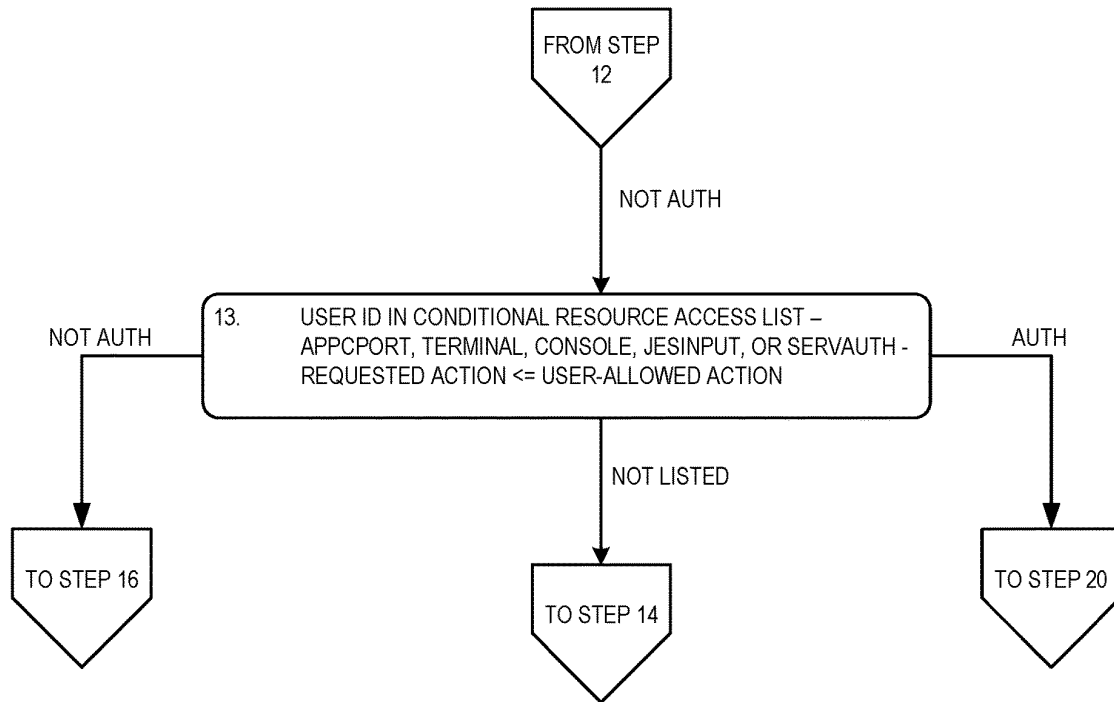 FROM STEP
12
NOT AUTH
13. USER ID IN CONDITIONAL RESOURCE ACCESS LIST –
APPCPORT, TERMINAL, CONSOLE, JESINPUT, OR SERVAUTH -
REQUESTED ACTION <= USER-ALLOWED ACTION
NOT AUTH
AUTH
NOT LISTED
TO STEP 16
TO STEP 14
TO STEP 20